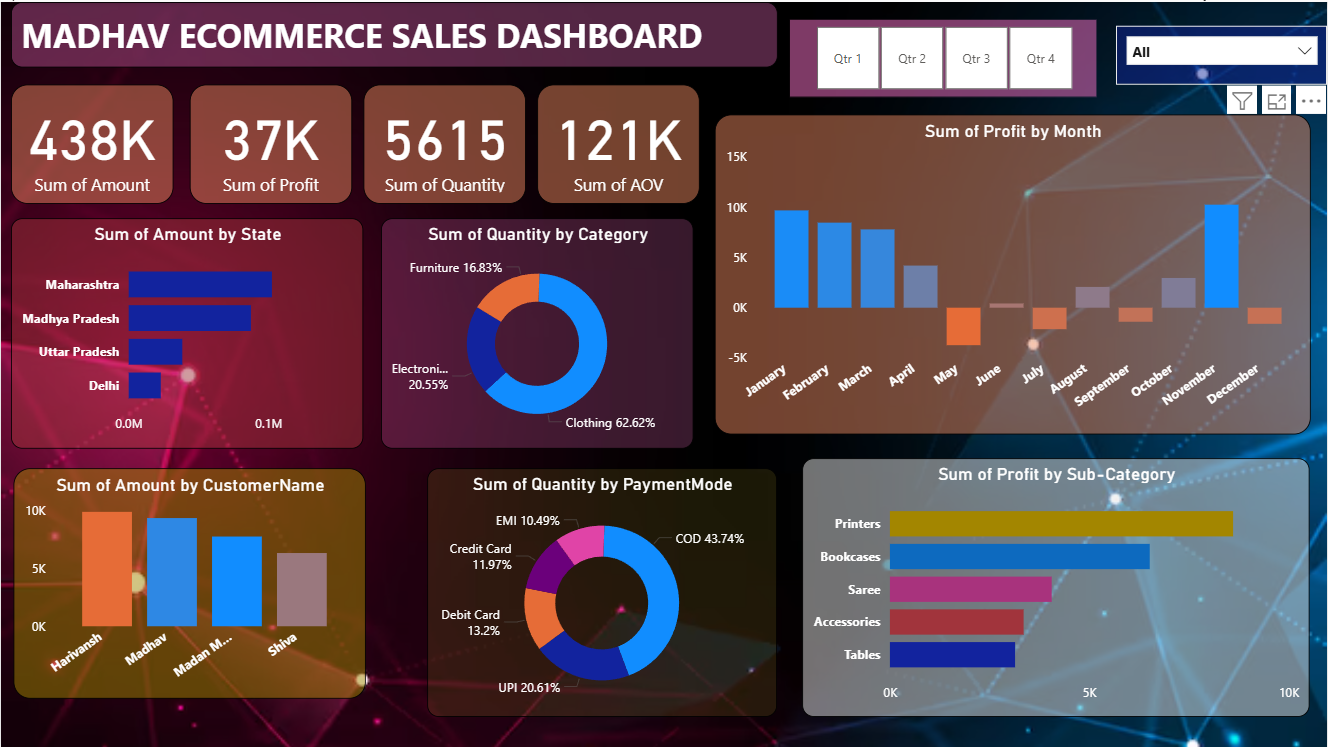 MADHAV ECOMMERCE SALES DASHBOARD
Qtr 1
Qtr 2
Qtr 3
Qtr 4
All
438K
Sum of Amount
37K
Sum of Profit
5615
Sum of Quantity
121K
Sum of AOV
Sum of Profit by Month
15K
10K
5K
0K
-5K
January
February
March
April
May
June
July
August
September
October
November
December
Sum of Amount by State
Maharashtra
Madhya Pradesh
Uttar Pradesh
Delhi
0.0M
0.1M
Sum of Quantity by Category
Furniture 16.83%
Electroni...
20.55%
Clothing 62.62%
Sum of Amount by CustomerName
10K
5K
0K
Harivansh
Madhav
Madan M...
Shiva
Sum of Quantity by PaymentMode
EMI 10.49%
COD 43.74%
Credit Card
11.97%
Debit Card
13.2%
UPI 20.61%
Sum of Profit by Sub-Category
Printers
Bookcases
Saree
Accessories
Tables
0K
5K
10K